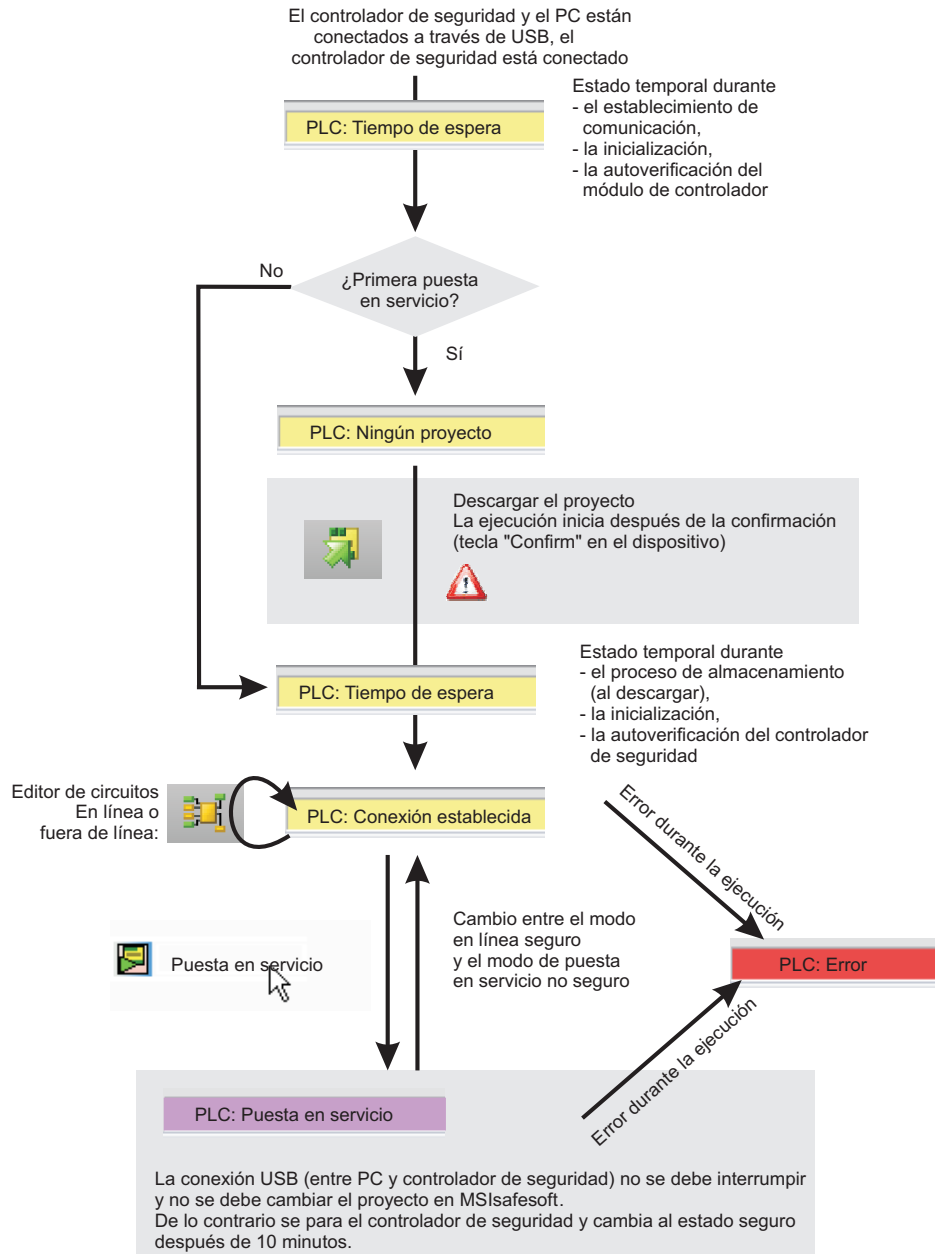 El controlador de seguridad y el PC están
conectados a través de USB, el
controlador de seguridad está conectado
PLC: Tiempo de espera
Estado temporal durante
- el establecimiento de
comunicación,
- la inicialización,
- la autoverificación del
módulo de controlador
No
¿Primera puesta
en servicio?
Sí
PLC: Ningún proyecto
Descargar el proyecto
La ejecución inicia después de la confirmación
(tecla "Confirm" en el dispositivo)
PLC: Tiempo de espera
Estado temporal durante
- el proceso de almacenamiento
(al descargar),
- la inicialización,
- la autoverificación del controlador
de seguridad
Editor de circuitos
En línea o
fuera de línea:
PLC: Conexión establecida
Error durante la ejecución
Puesta en servicio
Cambio entre el modo
en línea seguro
y el modo de puesta
en servicio no seguro
PLC: Error
Error durante la ejecución
PLC: Puesta en servicio
La conexión USB (entre PC y controlador de seguridad) no se debe interrumpir
y no se debe cambiar el proyecto en MSIsafesoft.
De lo contrario se para el controlador de seguridad y cambia al estado seguro
después de 10 minutos.